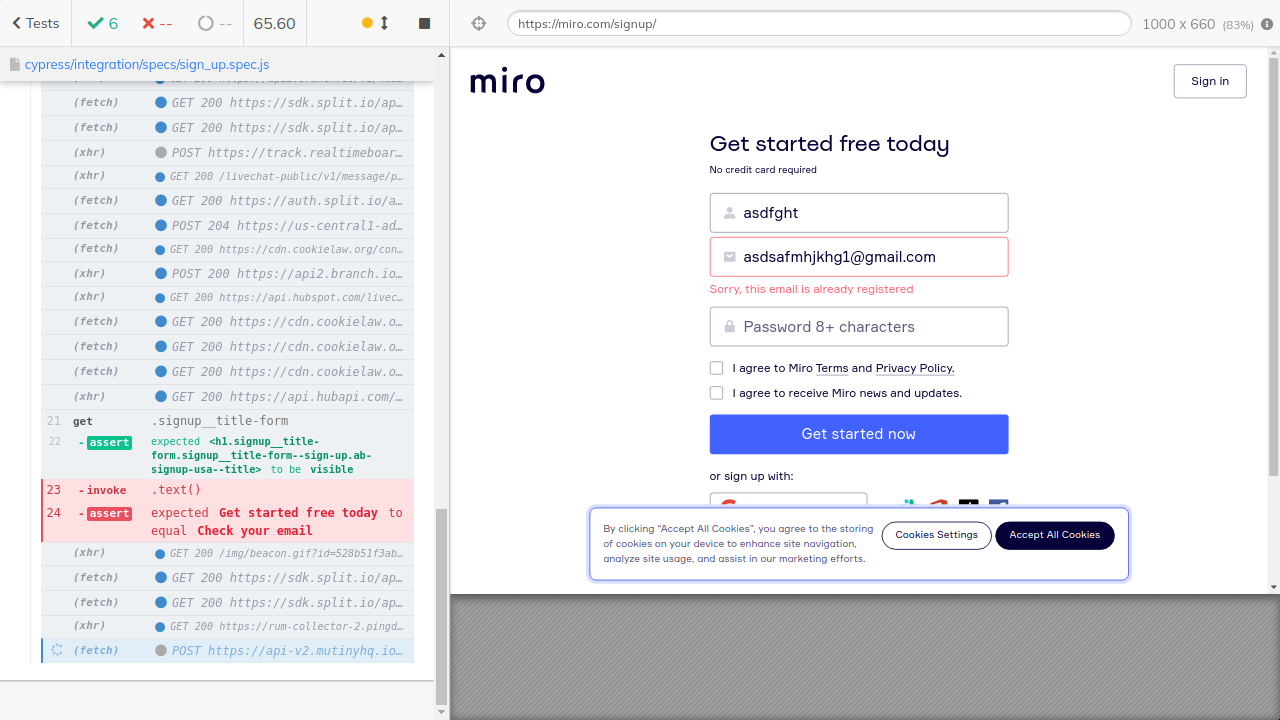 Tests
6
--
--
65.60
https://miro.com/signup/
1000 x 660 (83%)
cypress/integration/specs/sign_up.spec.js
(fetch) GET 200 https://sdk.split.io/ap…
(fetch) GET 200 https://sdk.split.io/ap…
(xhr) POST https://track.realtimeboar…
(xhr) GET 200 /livechat-public/v1/message/p…
(fetch) GET 200 https://auth.split.io/a…
(xhr) POST 204 https://us-central1-ad…
(fetch) GET 200 https://cdn.cookielaw.org/con…
(xhr) POST 200 https://api2.branch.io…
(xhr) GET 200 https://api.hubspot.com/livec…
(fetch) GET 200 https://cdn.cookielaw.o…
(fetch) GET 200 https://cdn.cookielaw.o…
(fetch) GET 200 https://cdn.cookielaw.o…
(xhr) GET 200 https://api.hubapi.com/…
21 get .signup__title-form
22 -assert expected <h1.signup__title-
form.signup__title-form--sign-up.ab-
signup-usa--title> to be visible
23 -invoke .text()
24 -assert expected Get started free today to
equal Check your email
(xhr) GET 200 /img/beacon.gif?id=528b51f3ab…
(fetch) GET 200 https://sdk.split.io/ap…
(fetch) GET 200 https://sdk.split.io/ap…
(xhr) GET 200 https://rum-collector-2.pingd…
(fetch) POST https://api-v2.mutinyhq.io…
miro
Sign in
Get started free today
No credit card required
asdfght
asdsafmhjkhg1@gmail.com
Sorry, this email is already registered
Password 8+ characters
I agree to Miro Terms and Privacy Policy.
I agree to receive Miro news and updates.
Get started now
or sign up with:
By clicking “Accept All Cookies”, you agree to the storing
of cookies on your device to enhance site navigation,
analyze site usage, and assist in our marketing efforts.
Cookies Settings
Accept All Cookies